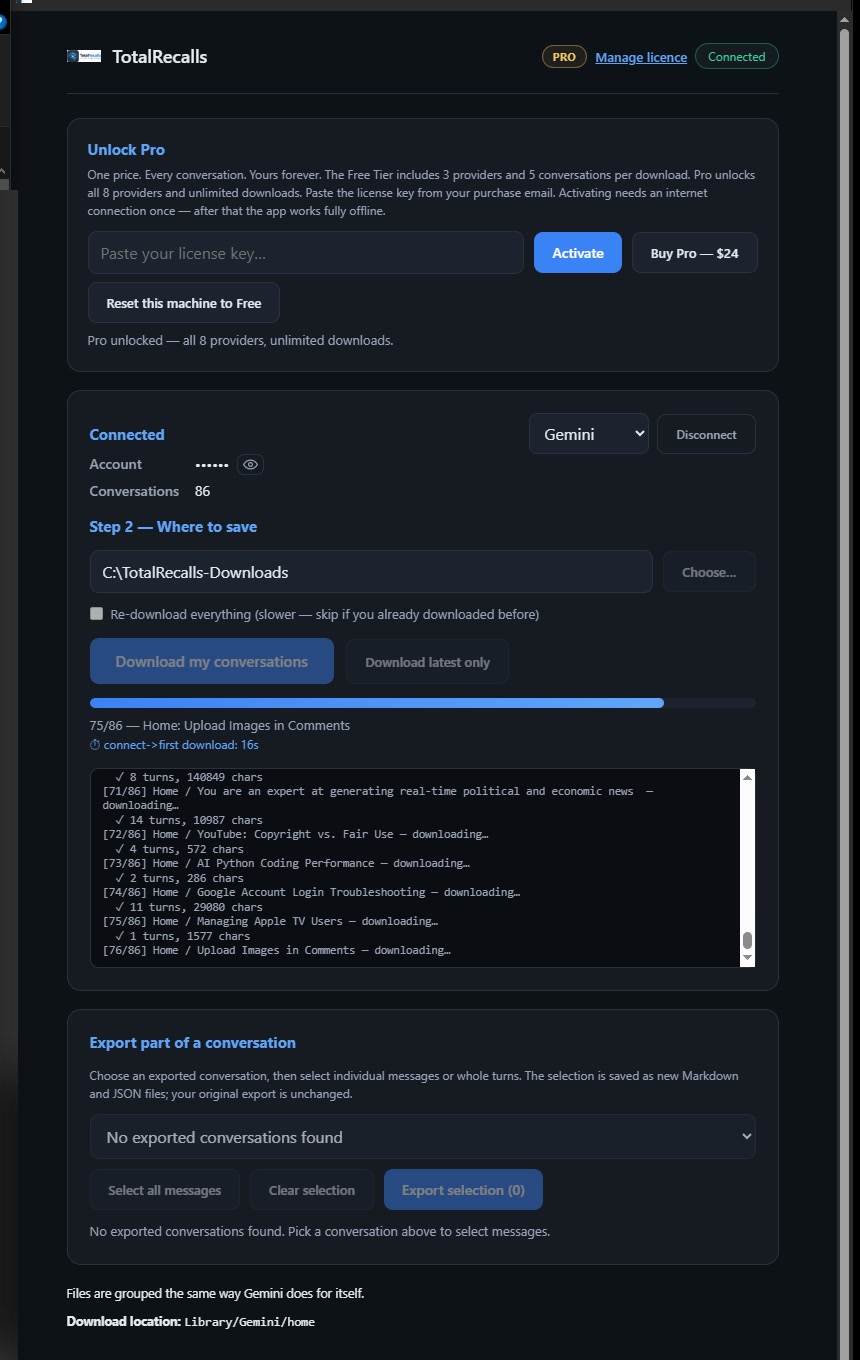 TotalRecalls
PRO
Manage licence
Connected
Unlock Pro
One price. Every conversation. Yours forever. The Free Tier includes 3 providers and 5 conversations per download. Pro unlocks
all 8 providers and unlimited downloads. Paste the license key from your purchase email. Activating needs an internet
connection once — after that the app works fully offline.
Paste your license key...
Activate
Buy Pro — $24
Reset this machine to Free
Pro unlocked — all 8 providers, unlimited downloads.
Connected
Gemini
Disconnect
Account ••••••
Conversations 86
Step 2 — Where to save
C:\TotalRecalls-Downloads
Choose...
Re-download everything (slower — skip if you already downloaded before)
Download my conversations
Download latest only
75/86 — Home: Upload Images in Comments
⏱ connect->first download: 16s
✓ 8 turns, 140849 chars
[71/86] Home / You are an expert at generating real-time political and economic news —
downloading…
✓ 14 turns, 10987 chars
[72/86] Home / YouTube: Copyright vs. Fair Use — downloading…
✓ 4 turns, 572 chars
[73/86] Home / AI Python Coding Performance — downloading…
✓ 2 turns, 286 chars
[74/86] Home / Google Account Login Troubleshooting — downloading…
✓ 11 turns, 29080 chars
[75/86] Home / Managing Apple TV Users — downloading…
✓ 1 turns, 1577 chars
[76/86] Home / Upload Images in Comments — downloading…
Export part of a conversation
Choose an exported conversation, then select individual messages or whole turns. The selection is saved as new Markdown
and JSON files; your original export is unchanged.
No exported conversations found
Select all messages
Clear selection
Export selection (0)
No exported conversations found. Pick a conversation above to select messages.
Files are grouped the same way Gemini does for itself.
Download location: Library/Gemini/home